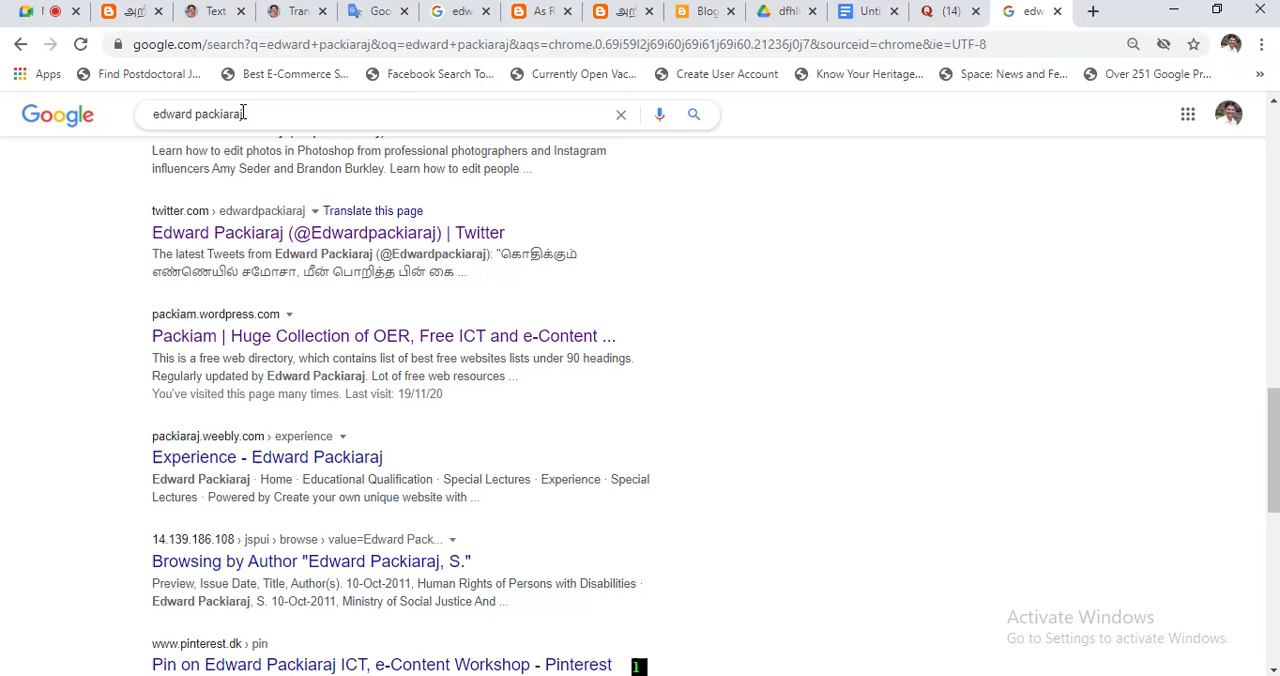 அறி
Text
Tran
Goo
edw
As R
அறி
Blog
dfhl
Unti
(14)
edw
google.com/search?q=edward+packiaraj&oq=edward+packiaraj&aqs=chrome.0.69i59l2j69i60j69i61j69i60.21236j0j7&sourceid=chrome&ie=UTF-8
Apps Find Postdoctoral J... Best E-Commerce S... Facebook Search To... Currently Open Vac... Create User Account Know Your Heritage... Space: News and Fe... Over 251 Google Pr... »
Google edward packiaraj
Learn how to edit photos in Photoshop from professional photographers and Instagram
influencers Amy Seder and Brandon Burkley. Learn how to edit people ...
twitter.com › edwardpackiaraj Translate this page
Edward Packiaraj (@Edwardpackiaraj) | Twitter
The latest Tweets from Edward Packiaraj (@Edwardpackiaraj): "கொதிக்கும்
எண்ணெயில் சமோசா, மீன் பொறித்த பின் கை ...
packiam.wordpress.com
Packiam | Huge Collection of OER, Free ICT and e-Content ...
This is a free web directory, which contains list of best free websites lists under 90 headings.
Regularly updated by Edward Packiaraj. Lot of free web resources ...
You've visited this page many times. Last visit: 19/11/20
packiaraj.weebly.com › experience
Experience - Edward Packiaraj
Edward Packiaraj · Home · Educational Qualification · Special Lectures · Experience · Special
Lectures · Powered by Create your own unique website with ...
14.139.186.108 › jspui › browse › value=Edward Pack...
Browsing by Author "Edward Packiaraj, S."
Preview, Issue Date, Title, Author(s). 10-Oct-2011, Human Rights of Persons with Disabilities ·
Edward Packiaraj, S. 10-Oct-2011, Ministry of Social Justice And ...
www.pinterest.dk › pin
Pin on Edward Packiaraj ICT, e-Content Workshop - Pinterest
1
Activate Windows
Go to Settings to activate Windows.